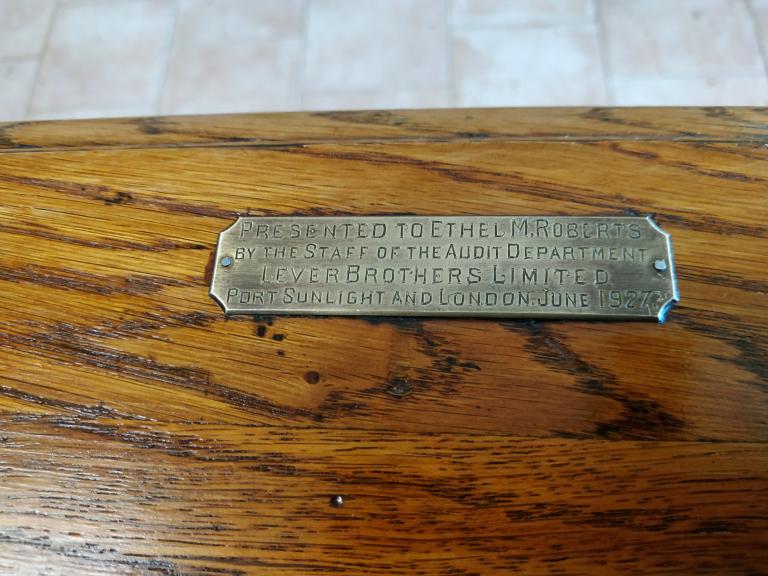 PRESENTED TO ETHEL M. ROBERTS
BY THE STAFF OF THE AUDIT DEPARTMENT
LEVER BROTHERS LIMITED
PORT SUNLIGHT AND LONDON. JUNE 1927.